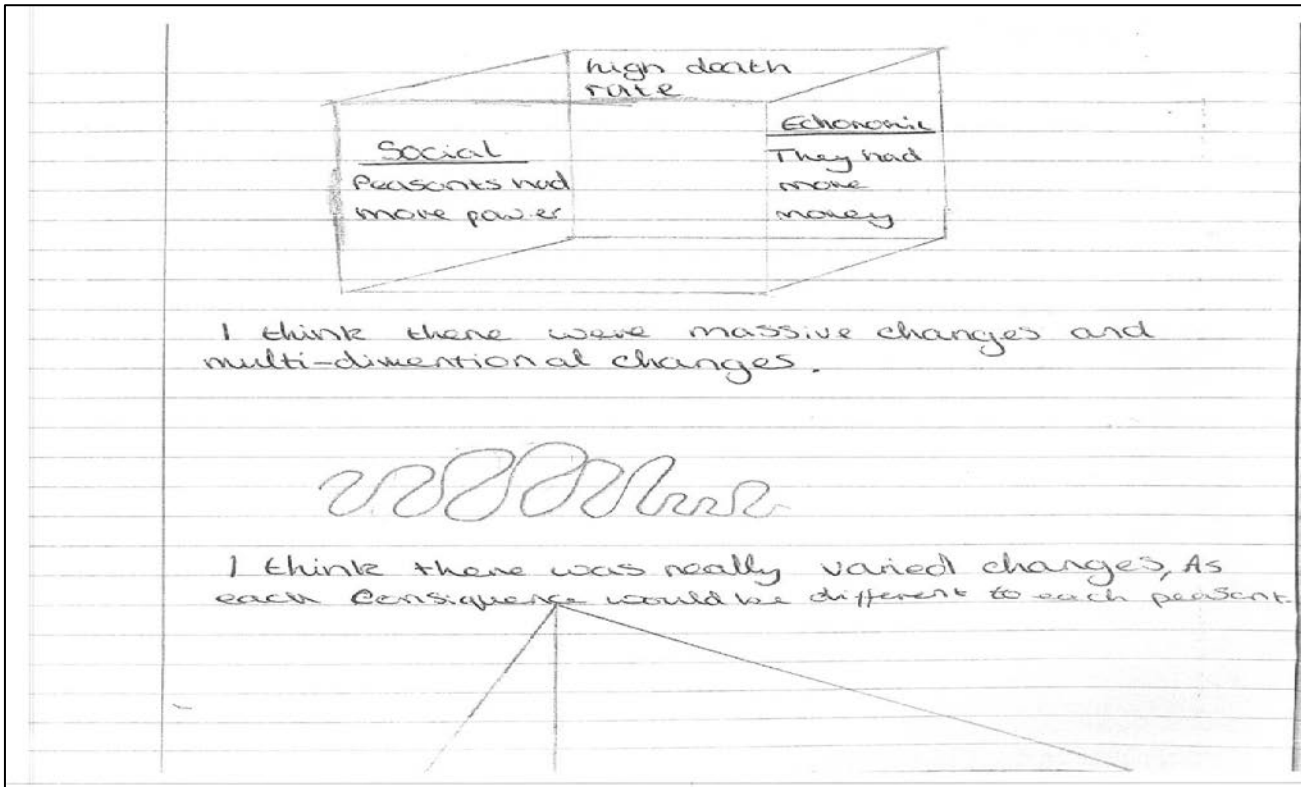 high death
rate
Social
Peasants had
more power
Echonomic
They had
more
money
I think there were massive changes and
multi-dimentional changes.
I think there was really varied changes, As
each Consiquence would be different to each peasant.